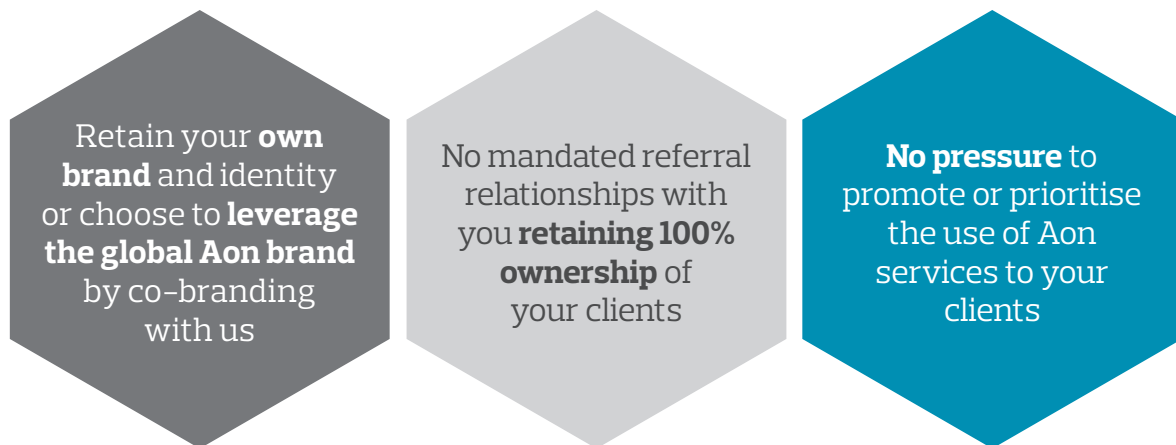 Retain your own
brand and identity
or choose to leverage
the global Aon brand
by co-branding
with us
No mandated referral
relationships with
you retaining 100%
ownership of
your clients
No pressure to
promote or prioritise
the use of Aon
services to your
clients